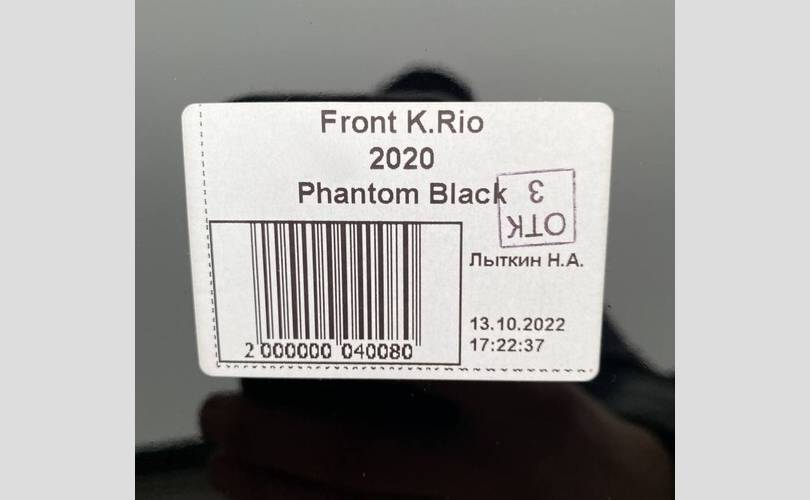 Front K.Rio
2020
Phantom Black
ОТК
3
Лыткин Н.А.
13.10.2022
17:22:37
2 000000 040080